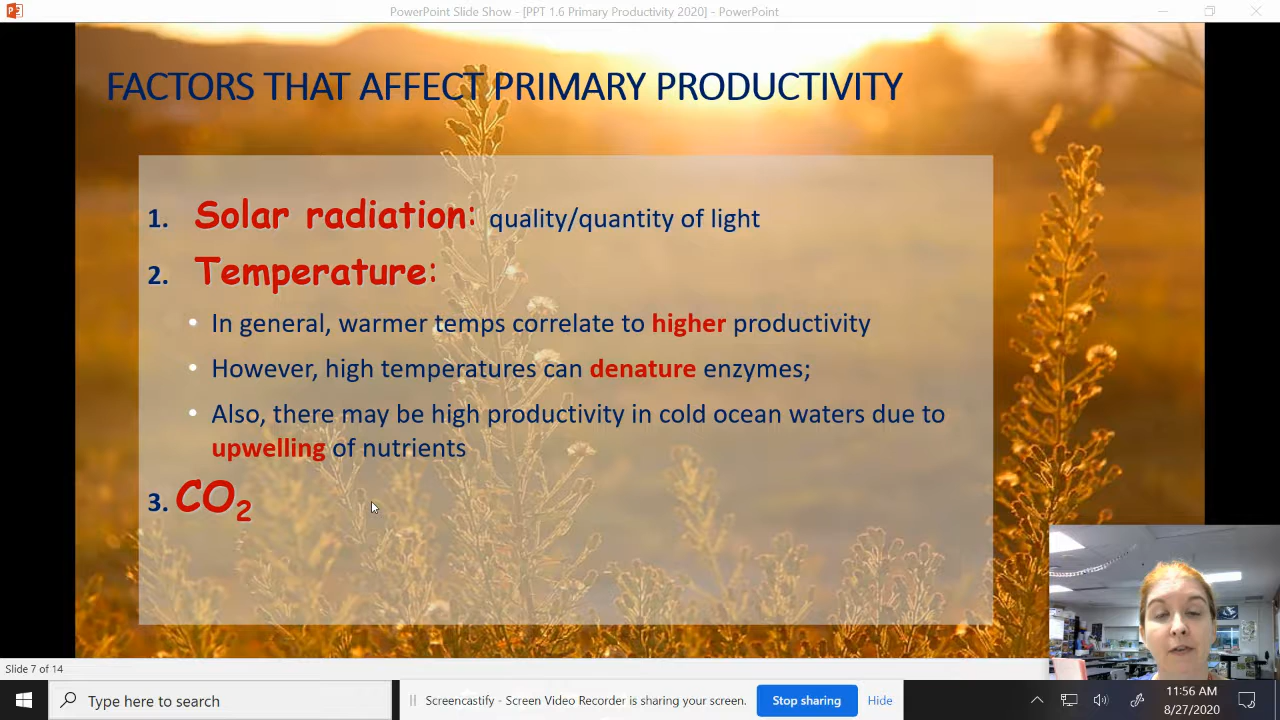 PowerPoint Slide Show - [PPT 1.6 Primary Productivity 2020] - PowerPoint
FACTORS THAT AFFECT PRIMARY PRODUCTIVITY
1. Solar radiation: quality/quantity of light
2. Temperature:
• In general, warmer temps correlate to higher productivity
• However, high temperatures can denature enzymes;
• Also, there may be high productivity in cold ocean waters due to
upwelling of nutrients
3. CO₂
Slide 7 of 14
Type here to search
Screencastify - Screen Video Recorder is sharing your screen.
Stop sharing
Hide
11:56 AM
8/27/2020